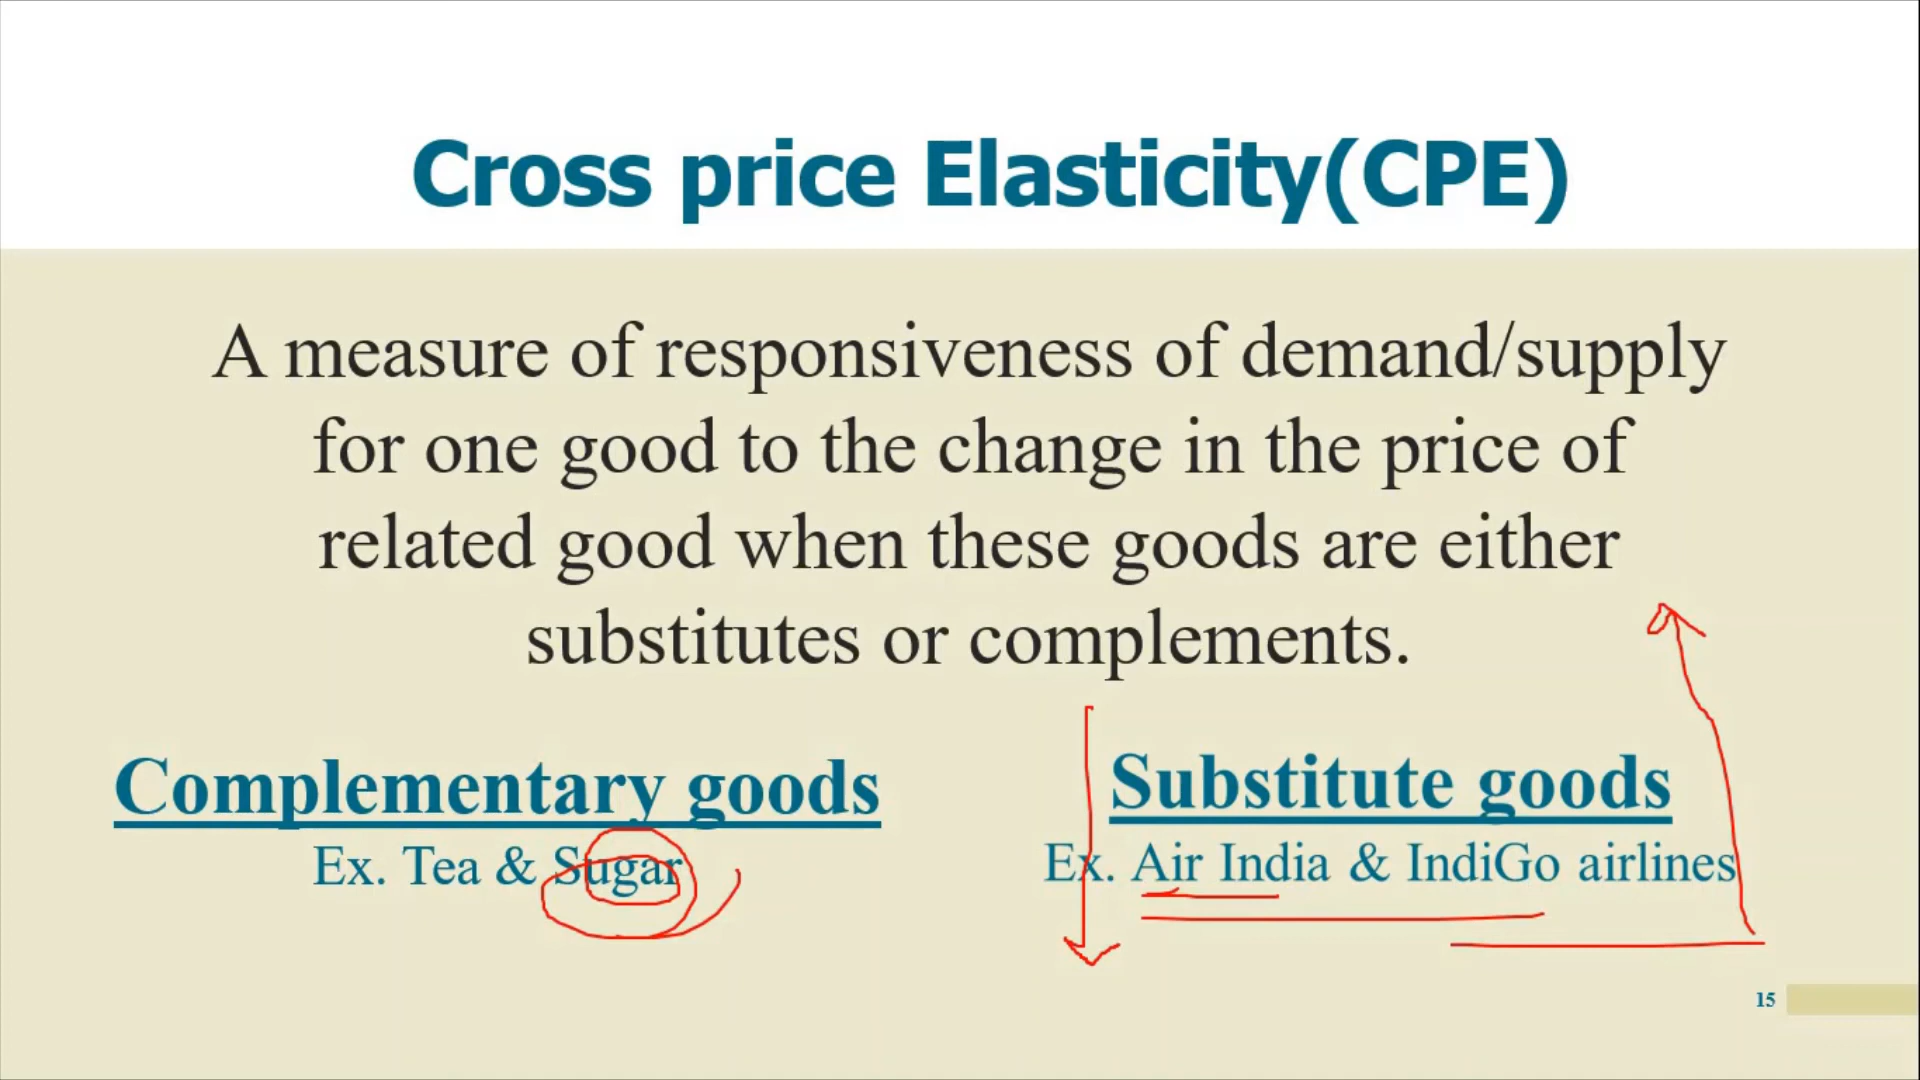 Cross price Elasticity(CPE)
A measure of responsiveness of demand/supply
for one good to the change in the price of
related good when these goods are either
substitutes or complements.
Complementary goods
Ex. Tea & Sugar
Substitute goods
Ex. Air India & IndiGo airlines
15